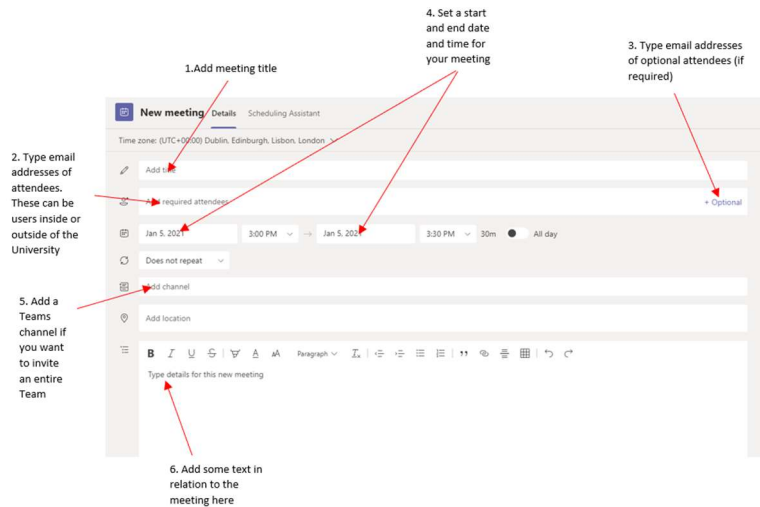 4. Set a start
and end date
and time for
your meeting
3. Type email addresses
of optional attendees (if
required)
1.Add meeting title
New meeting Details Scheduling Assistant
Time zone: (UTC+00:00) Dublin, Edinburgh, Lisbon, London
2. Type email
addresses of
attendees.
These can be
users inside or
outside of the
University
Add title
Add required attendees
+ Optional
Jan 5, 2021 3:00 PM → Jan 5, 2021 3:30 PM 30m All day
Does not repeat
Add channel
5. Add a
Teams
channel if
you want
to invite
an entire
Team
Add location
B I U S A A AA Paragraph
Type details for this new meeting
6. Add some text in
relation to the
meeting here